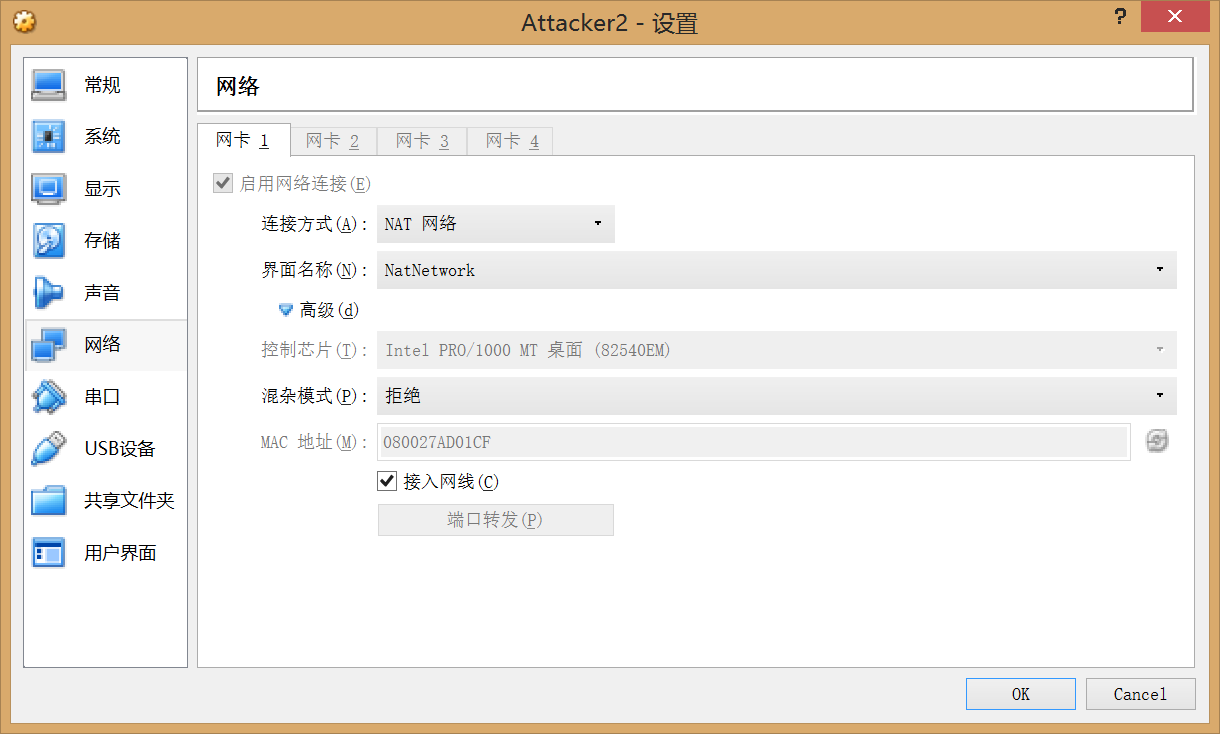 Attacker2 - 设置
?
常规
系统
显示
存储
声音
网络
串口
USB设备
共享文件夹
用户界面
网络
网卡 1 网卡 2 网卡 3 网卡 4
启用网络连接(E)
连接方式(A): NAT 网络
界面名称(N): NatNetwork
高级(d)
控制芯片(T): Intel PRO/1000 MT 桌面 (82540EM)
混杂模式(P): 拒绝
MAC 地址(M): 080027AD01CF
接入网线(C)
端口转发(P)
OK Cancel